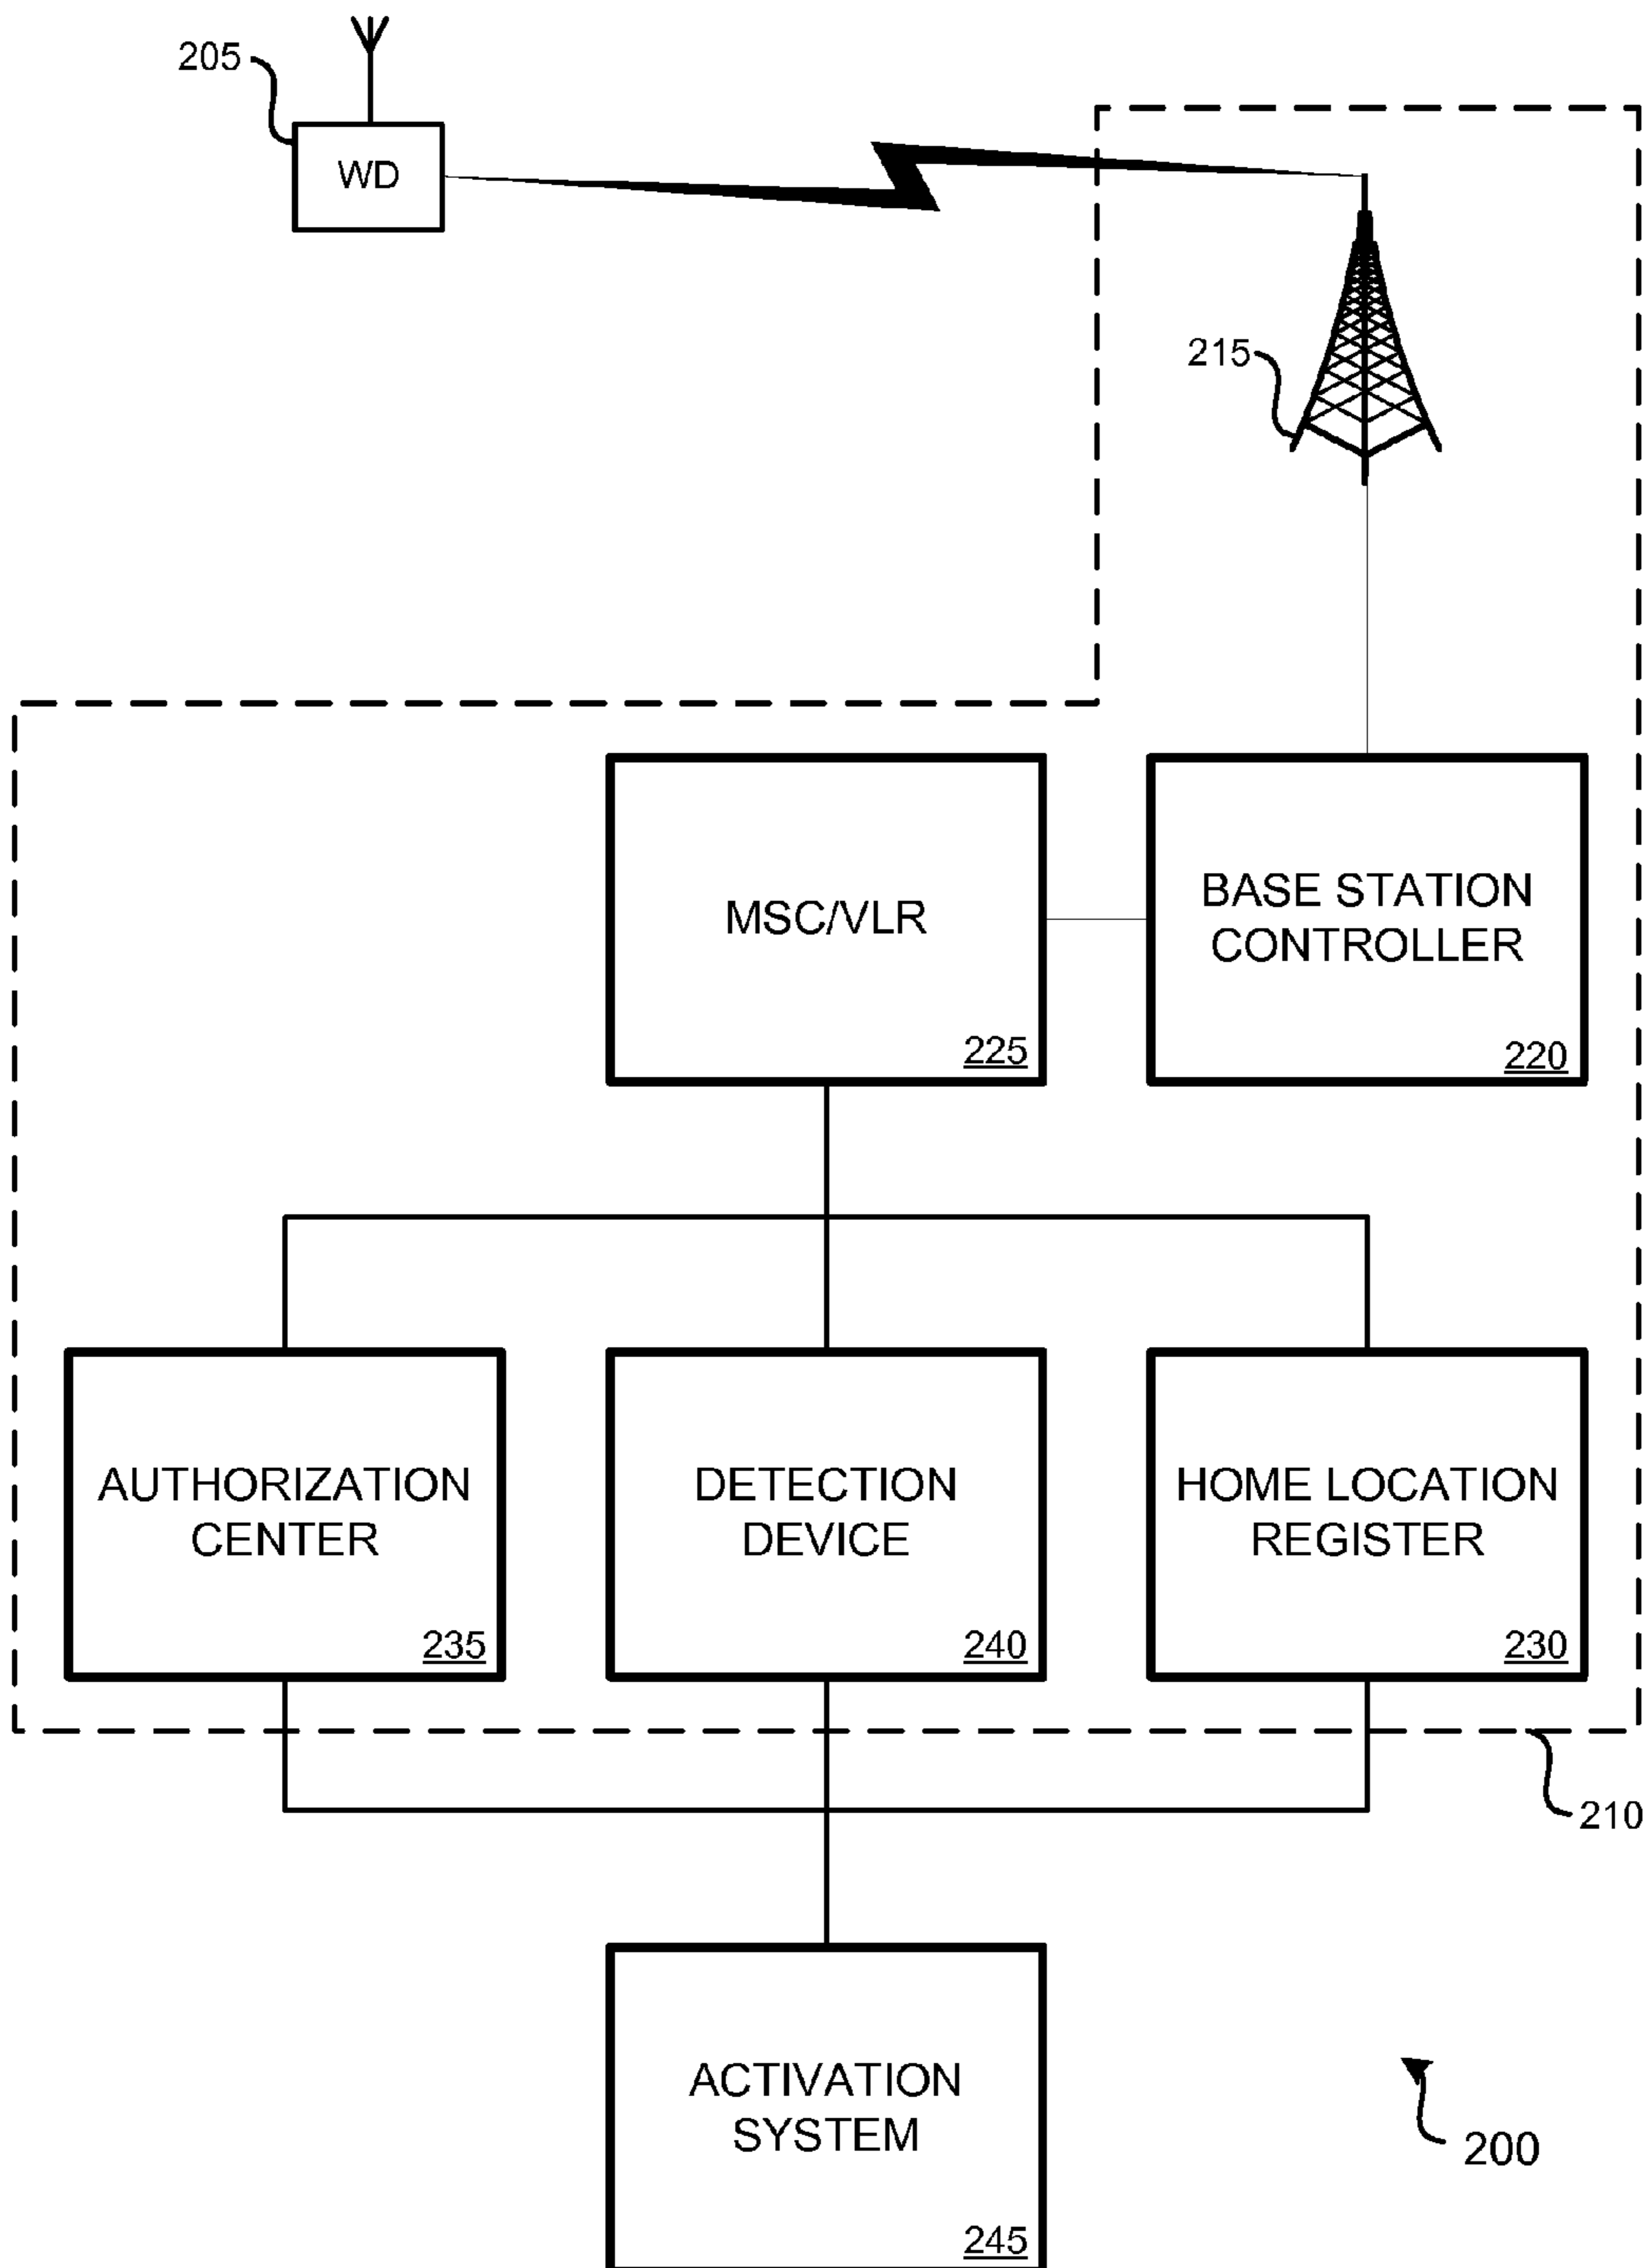 205
WD
215
MSC/VLR
225
BASE STATION
CONTROLLER
220
AUTHORIZATION
CENTER
235
DETECTION
DEVICE
240
HOME LOCATION
REGISTER
230
210
ACTIVATION
SYSTEM
245
200